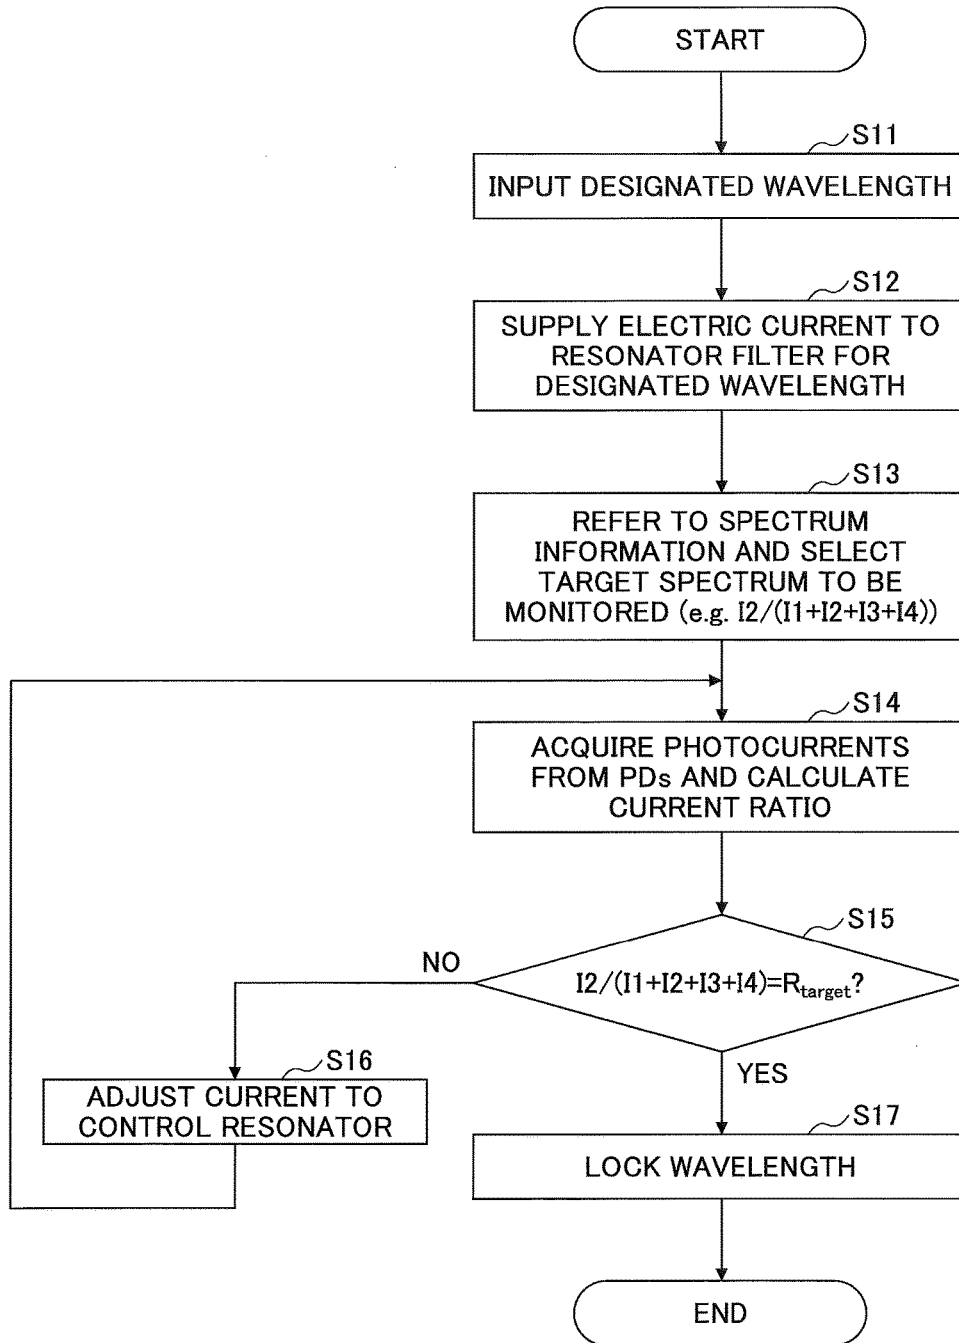 START
S11
INPUT DESIGNATED WAVELENGTH
S12
SUPPLY ELECTRIC CURRENT TO
RESONATOR FILTER FOR
DESIGNATED WAVELENGTH
S13
REFER TO SPECTRUM
INFORMATION AND SELECT
TARGET SPECTRUM TO BE
MONITORED (e.g. I2/(I1+I2+I3+I4))
S14
ACQUIRE PHOTOCURRENTS
FROM PDs AND CALCULATE
CURRENT RATIO
S15
I2/(I1+I2+I3+I4)=Rtarget?
NO
YES
S16
ADJUST CURRENT TO
CONTROL RESONATOR
S17
LOCK WAVELENGTH
END